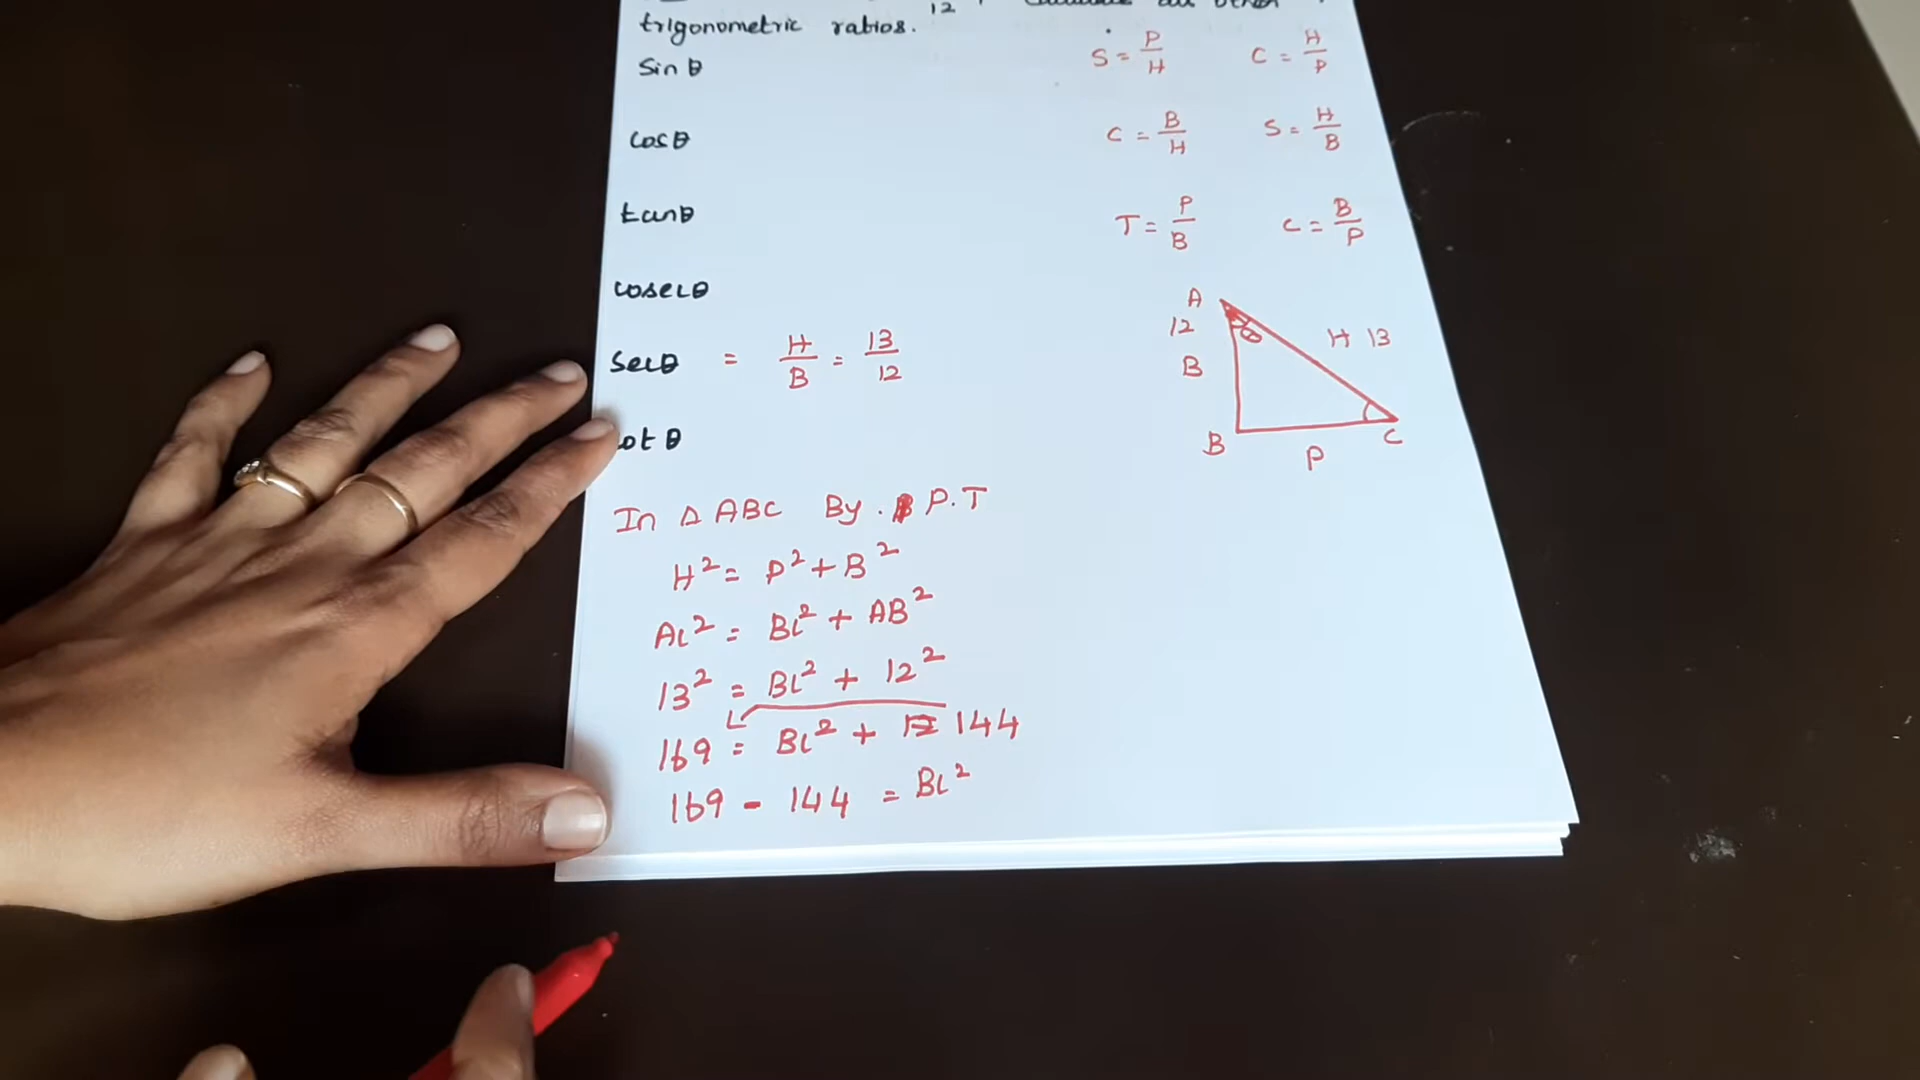 12
trigonometric ratios.
Sin θ
S = P/H C = H/P
cos θ
C = B/H S = H/B
tan θ
T = P/B C = B/P
cosec θ
A
12
θ
H 13
sec θ = H/B = 13/12
B
ot θ
B C
P
In Δ ABC By . P.T
H² = P² + B²
AC² = BC² + AB²
13² = BC² + 12²
169 = BC² + 144
169 - 144 = BC²